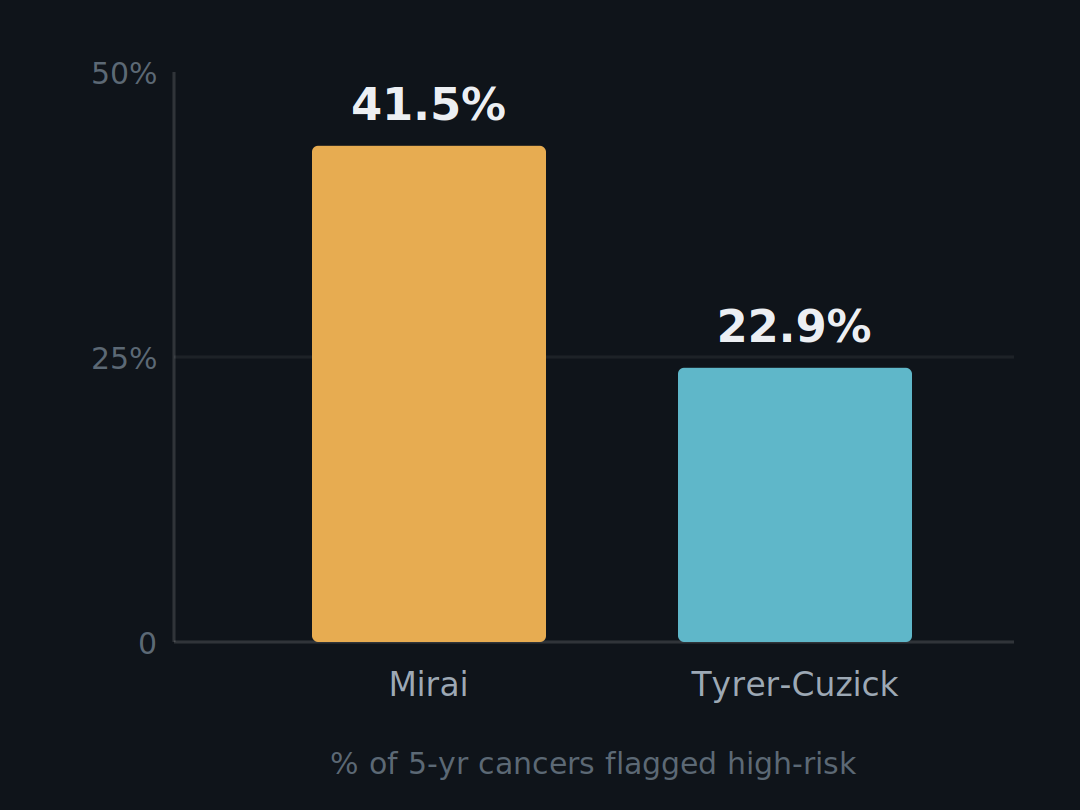 50%
41.5%
22.9%
25%
0
Mirai
Tyrer-Cuzick
% of 5-yr cancers flagged high-risk